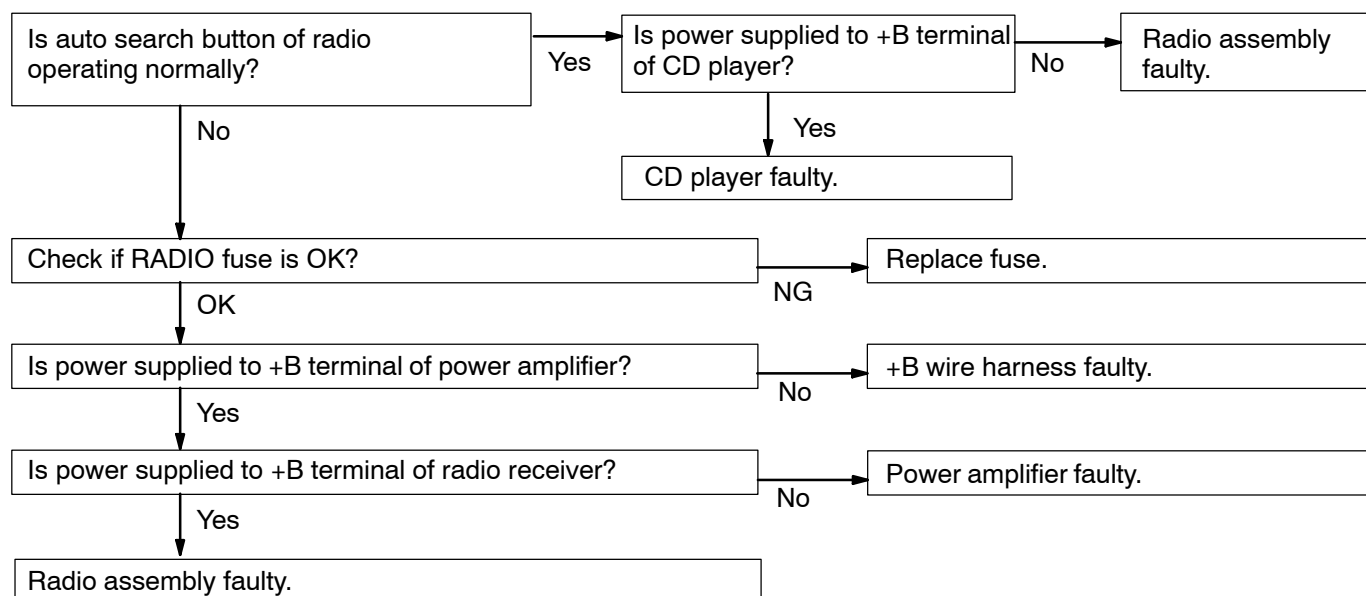 Is auto search button of radio
operating normally?
Yes
Is power supplied to +B terminal
of CD player?
No
Radio assembly
faulty.
No
Yes
CD player faulty.
Check if RADIO fuse is OK?
NG
Replace fuse.
OK
Is power supplied to +B terminal of power amplifier?
No
+B wire harness faulty.
Yes
Is power supplied to +B terminal of radio receiver?
No
Power amplifier faulty.
Yes
Radio assembly faulty.